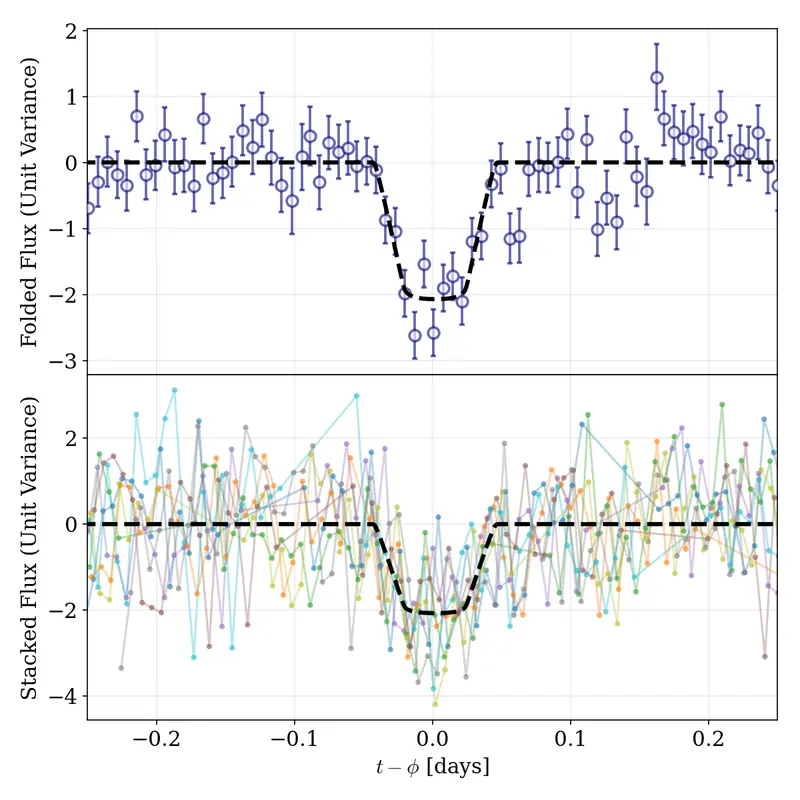 Folded Flux (Unit Variance)
2
1
0
−1
−2
−3
Stacked Flux (Unit Variance)
2
0
−2
−4
−0.2 −0.1 0.0 0.1 0.2
t − ϕ [days]